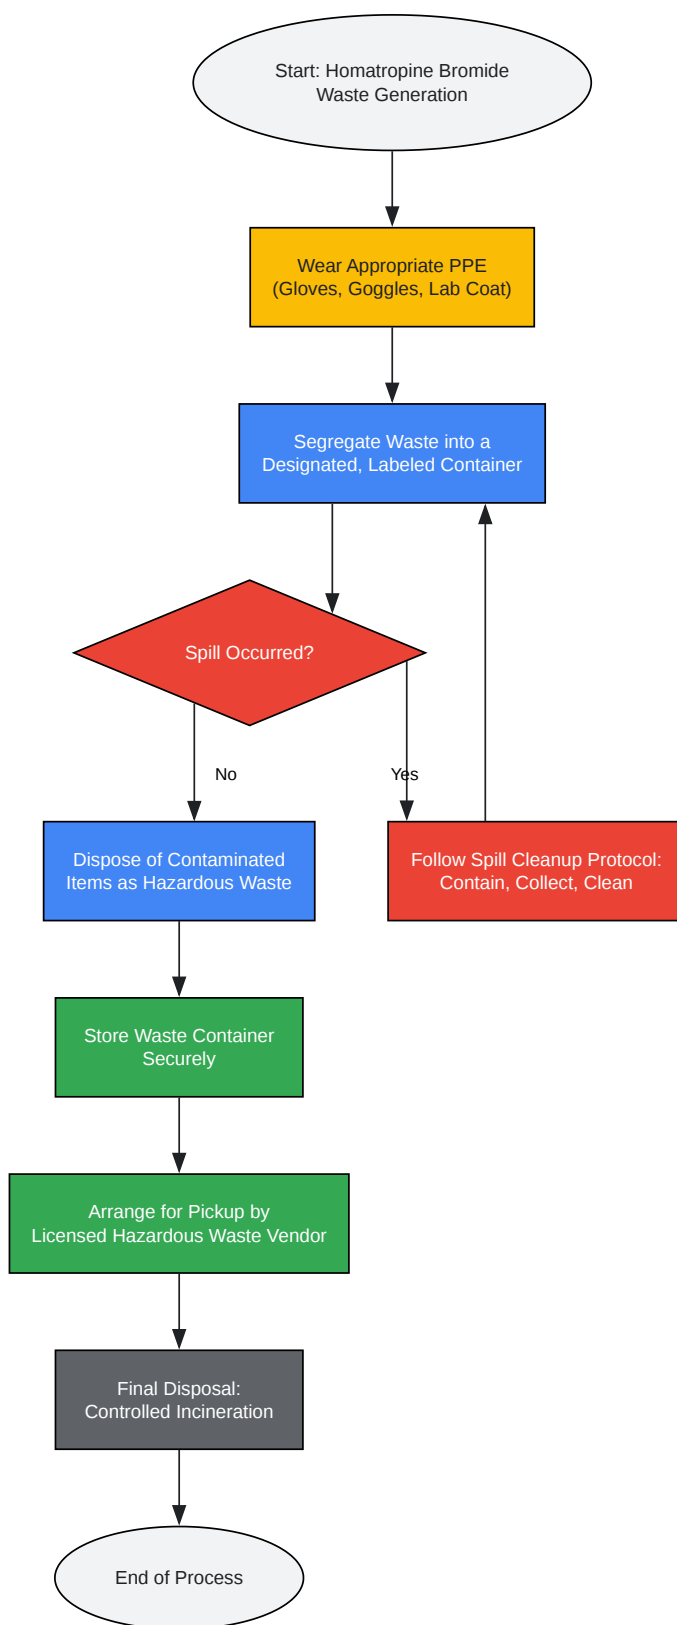 Start: Homatropine Bromide
Waste Generation
Wear Appropriate PPE
(Gloves, Goggles, Lab Coat)
Segregate Waste into a
Designated, Labeled Container
Spill Occurred?
No
Yes
Dispose of Contaminated
Items as Hazardous Waste
Follow Spill Cleanup Protocol:
Contain, Collect, Clean
Store Waste Container
Securely
Arrange for Pickup by
Licensed Hazardous Waste Vendor
Final Disposal:
Controlled Incineration
End of Process